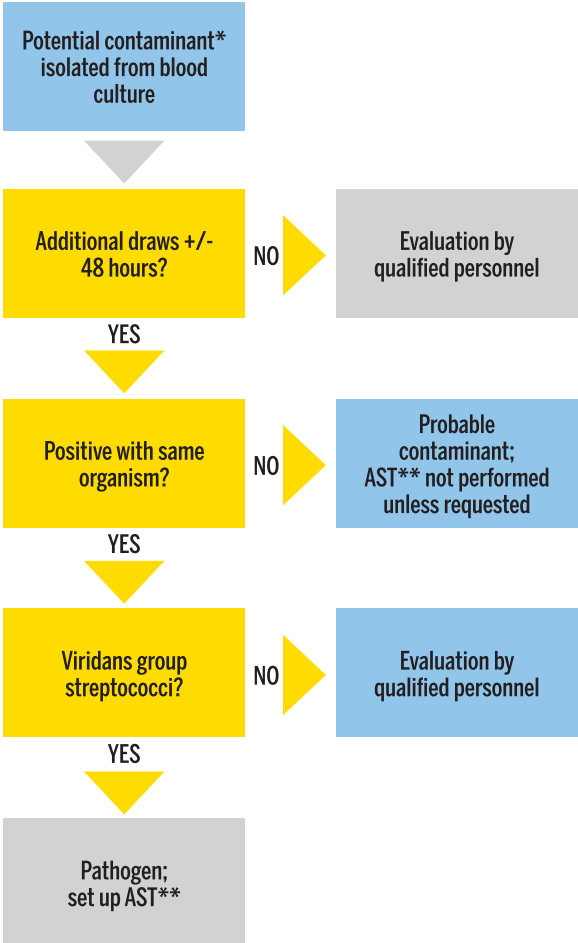 Potential contaminant*
isolated from blood
culture
Additional draws +/-
48 hours?
NO
Evaluation by
qualified personnel
YES
Positive with same
organism?
NO
Probable
contaminant;
AST** not performed
unless requested
YES
Viridans group
streptococci?
NO
Evaluation by
qualified personnel
YES
Pathogen;
set up AST**